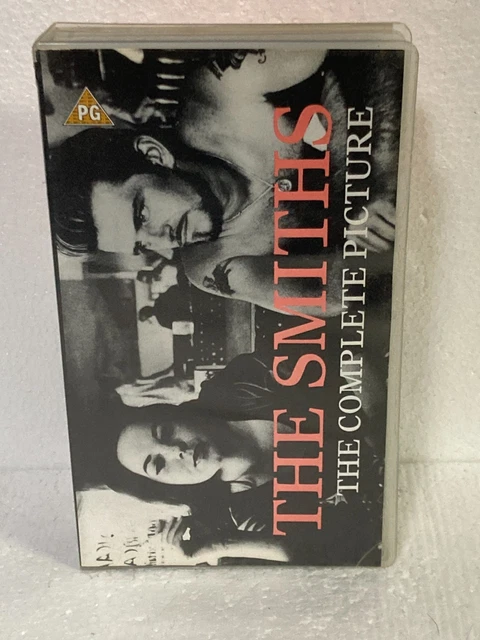 PG
THE SMITHS
THE COMPLETE PICTURE